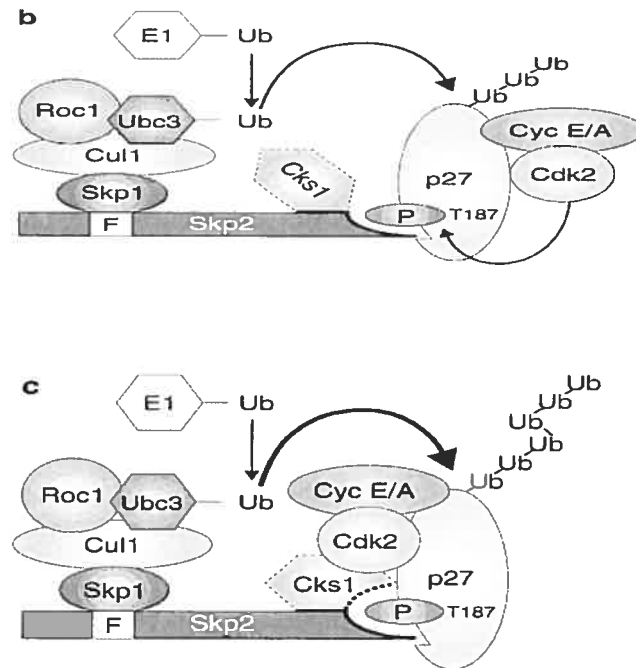 b
E1 Ub
Ub
Ub
Ub
Roc1 Ubc3 Ub
Cyc E/A
Cul1
Cks1
p27
Cdk2
Skp1
P T187
F Skp2
c
E1 Ub
Ub
Ub
Ub
Ub
Ub
Ub
Roc1 Ubc3 Ub
Cyc E/A
Cul1
Cdk2
Cks1
p27
Skp1
P T187
F Skp2